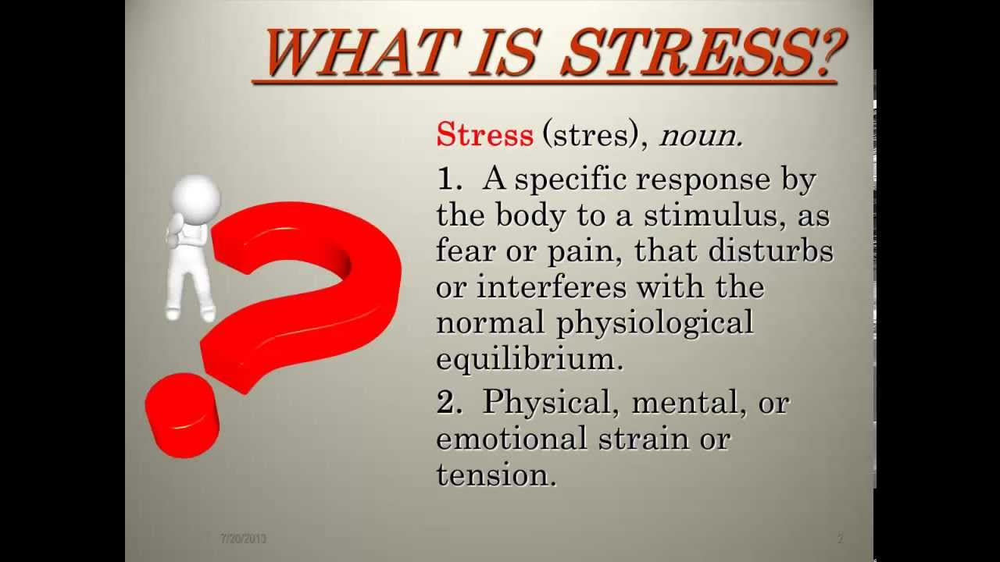 WHAT IS STRESS?
Stress (stres), noun.
1. A specific response by
the body to a stimulus, as
fear or pain, that disturbs
or interferes with the
normal physiological
equilibrium.
2. Physical, mental, or
emotional strain or
tension.
7/20/2013
2